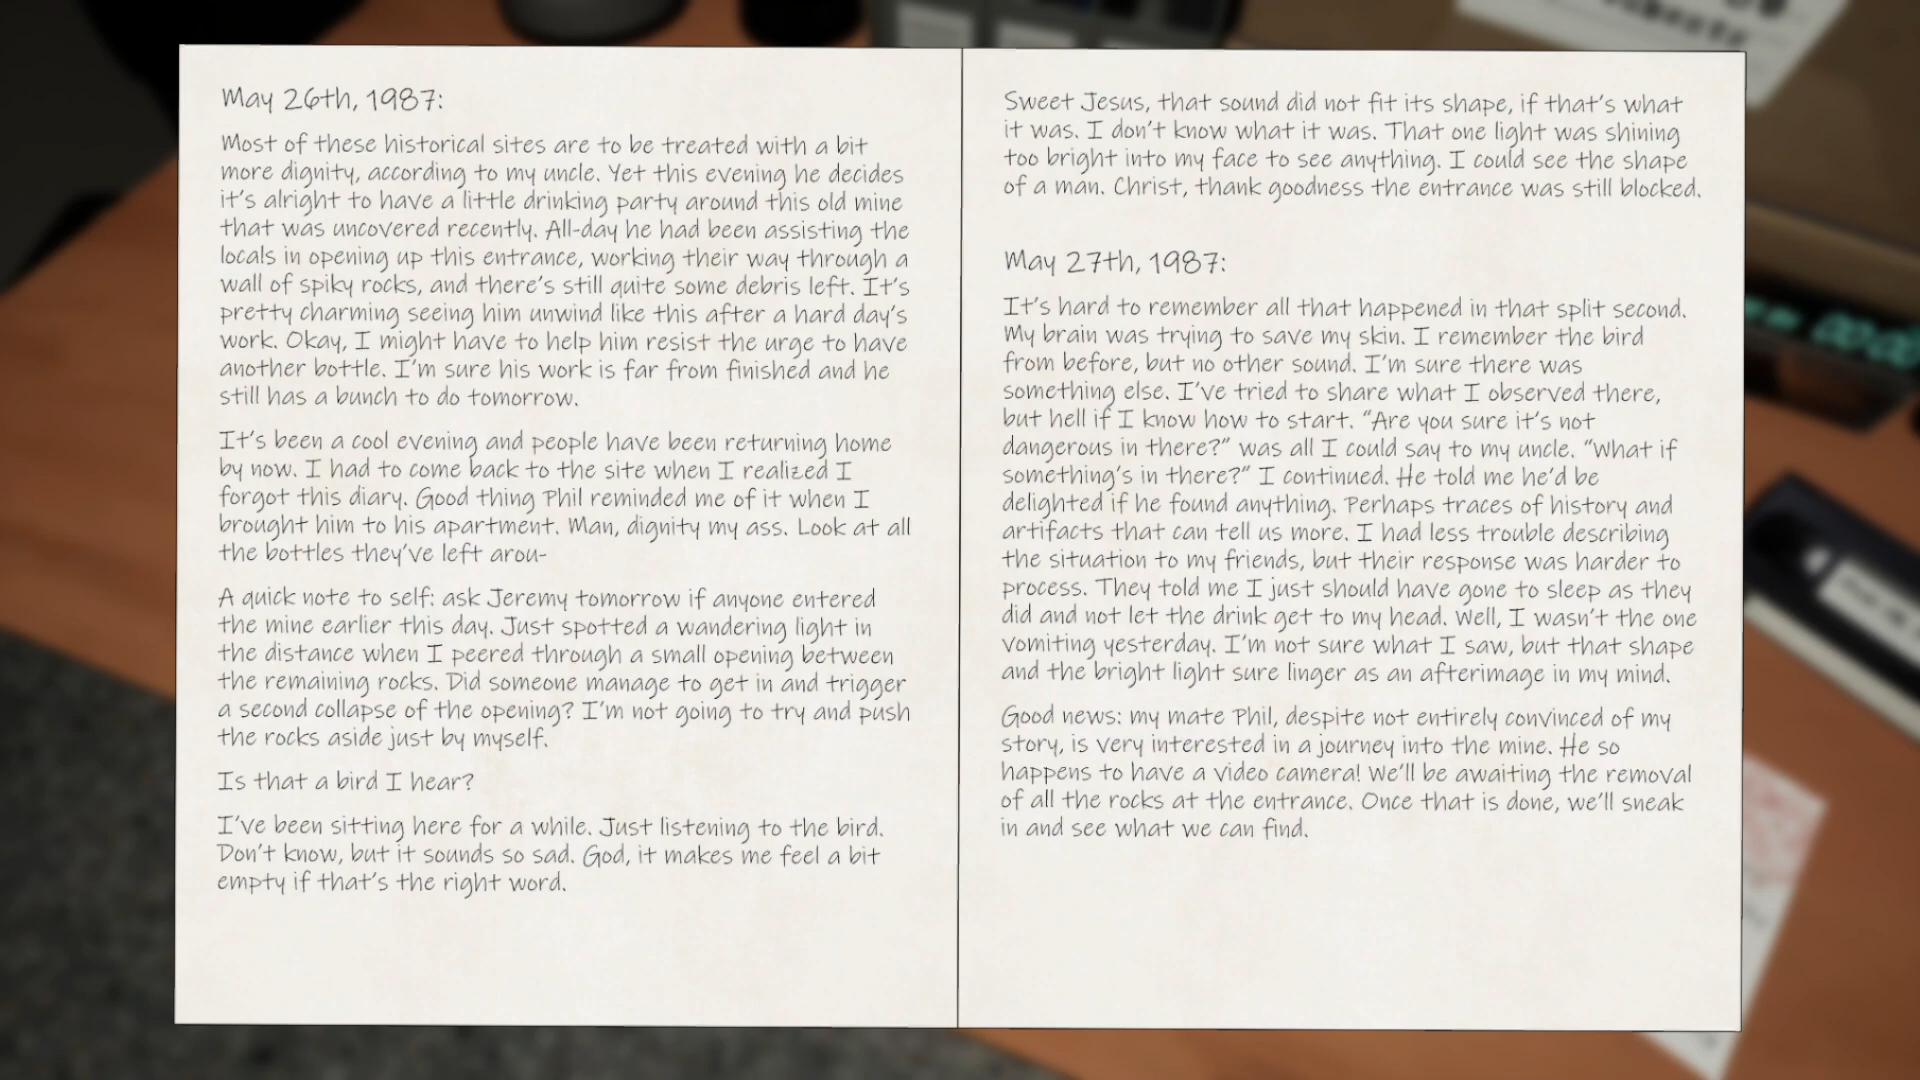 May 26th, 1987:
Most of these historical sites are to be treated with a bit
more dignity, according to my uncle. Yet this evening he decides
it's alright to have a little drinking party around this old mine
that was uncovered recently. All-day he had been assisting the
locals in opening up this entrance, working their way through a
wall of spiky rocks, and there's still quite some debris left. It's
pretty charming seeing him unwind like this after a hard day's
work. Okay, I might have to help him resist the urge to have
another bottle. I'm sure his work is far from finished and he
still has a bunch to do tomorrow.
It's been a cool evening and people have been returning home
by now. I had to come back to the site when I realized I
forgot this diary. Good thing Phil reminded me of it when I
brought him to his apartment. Man, dignity my ass. Look at all
the bottles they've left arou-
A quick note to self: ask Jeremy tomorrow if anyone entered
the mine earlier this day. Just spotted a wandering light in
the distance when I peered through a small opening between
the remaining rocks. Did someone manage to get in and trigger
a second collapse of the opening? I'm not going to try and push
the rocks aside just by myself.
Is that a bird I hear?
I've been sitting here for a while. Just listening to the bird.
Don't know, but it sounds so sad. God, it makes me feel a bit
empty if that's the right word.
Sweet Jesus, that sound did not fit its shape, if that's what
it was. I don't know what it was. That one light was shining
too bright into my face to see anything. I could see the shape
of a man. Christ, thank goodness the entrance was still blocked.
May 27th, 1987:
It's hard to remember all that happened in that split second.
My brain was trying to save my skin. I remember the bird
from before, but no other sound. I'm sure there was
something else. I've tried to share what I observed there,
but hell if I know how to start. "Are you sure it's not
dangerous in there?" was all I could say to my uncle. "What if
something's in there?" I continued. He told me he'd be
delighted if he found anything. Perhaps traces of history and
artifacts that can tell us more. I had less trouble describing
the situation to my friends, but their response was harder to
process. They told me I just should have gone to sleep as they
did and not let the drink get to my head. Well, I wasn't the one
vomiting yesterday. I'm not sure what I saw, but that shape
and the bright light sure linger as an afterimage in my mind.
Good news: my mate Phil, despite not entirely convinced of my
story, is very interested in a journey into the mine. He so
happens to have a video camera! We'll be awaiting the removal
of all the rocks at the entrance. Once that is done, we'll sneak
in and see what we can find.